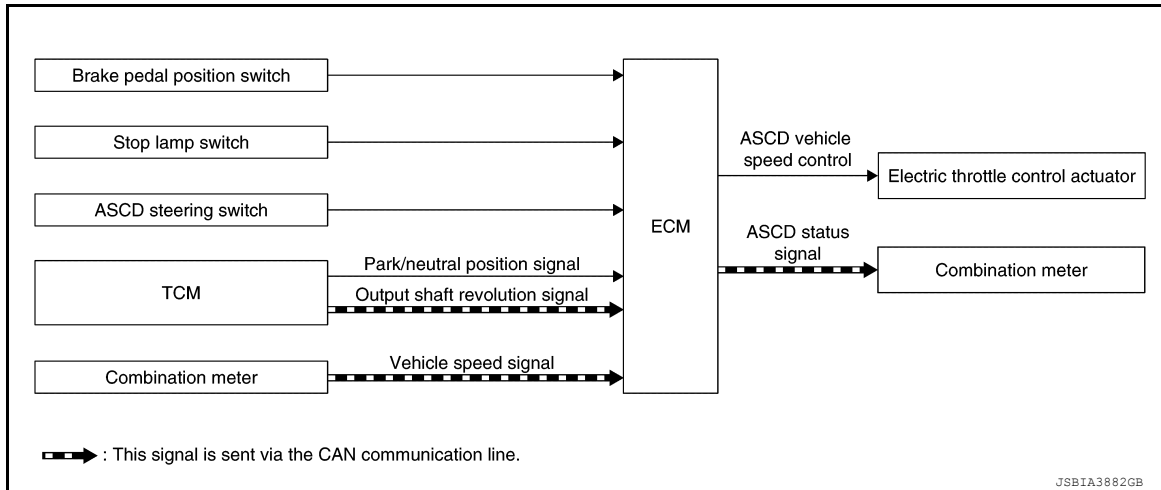 Brake pedal position switch
Stop lamp switch
ASCD steering switch
TCM
Park/neutral position signal
Output shaft revolution signal
Combination meter
Vehicle speed signal
ECM
ASCD vehicle
speed control
Electric throttle control actuator
ASCD status
signal
Combination meter
: This signal is sent via the CAN communication line.
JSBIA3882GB